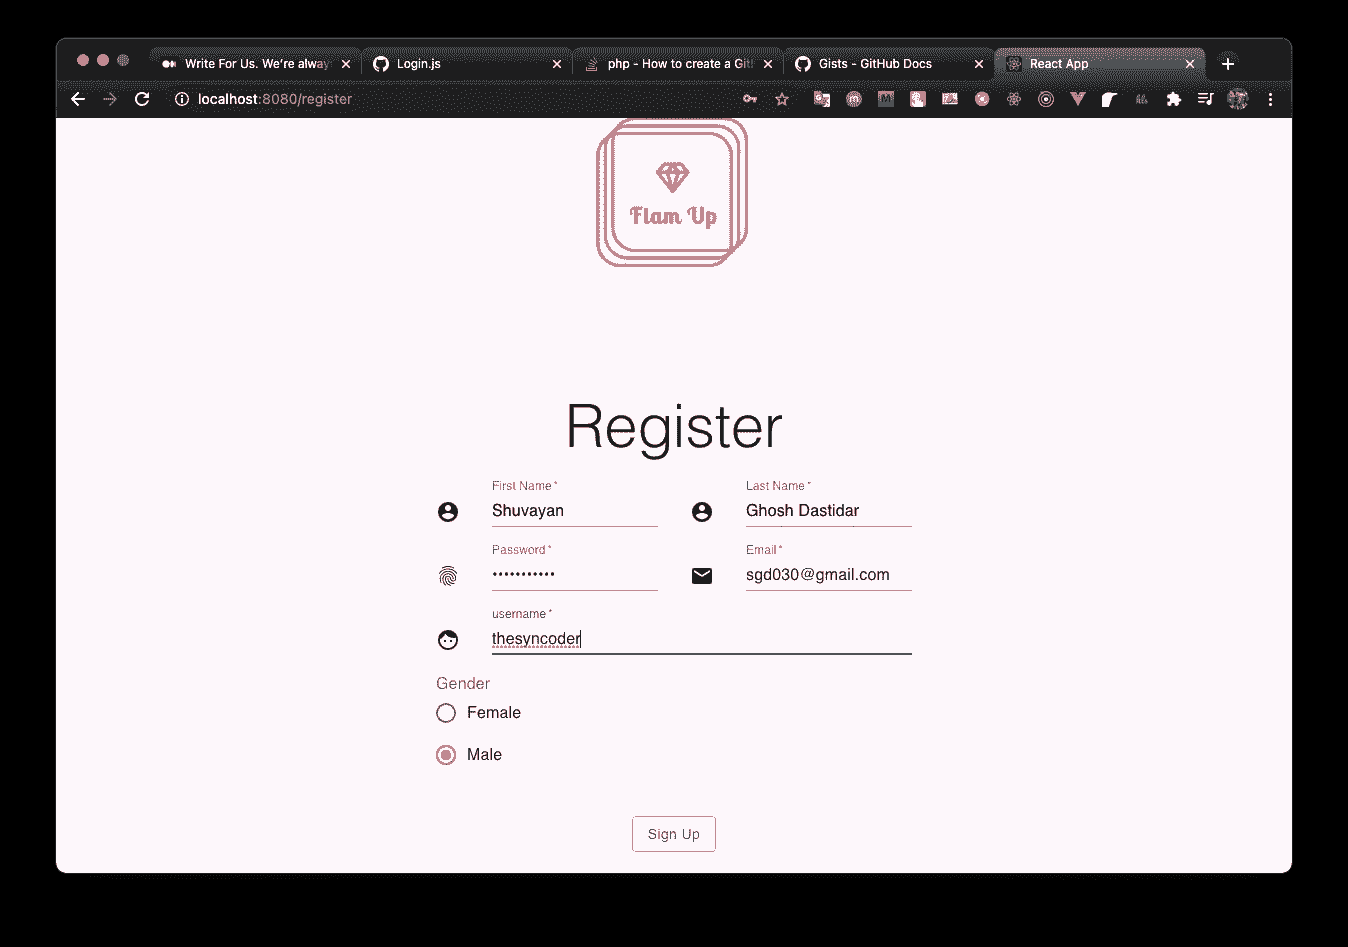 Write For Us. We're alway
Login.js
php - How to create a Git
Gists - GitHub Docs
React App
localhost:8080/register
Flam Up
Register
First Name *
Last Name *
Shuvayan
Ghosh Dastidar
Password *
Email *
•••••••••••
sgd030@gmail.com
username *
thesyncoder
Gender
Female
Male
Sign Up